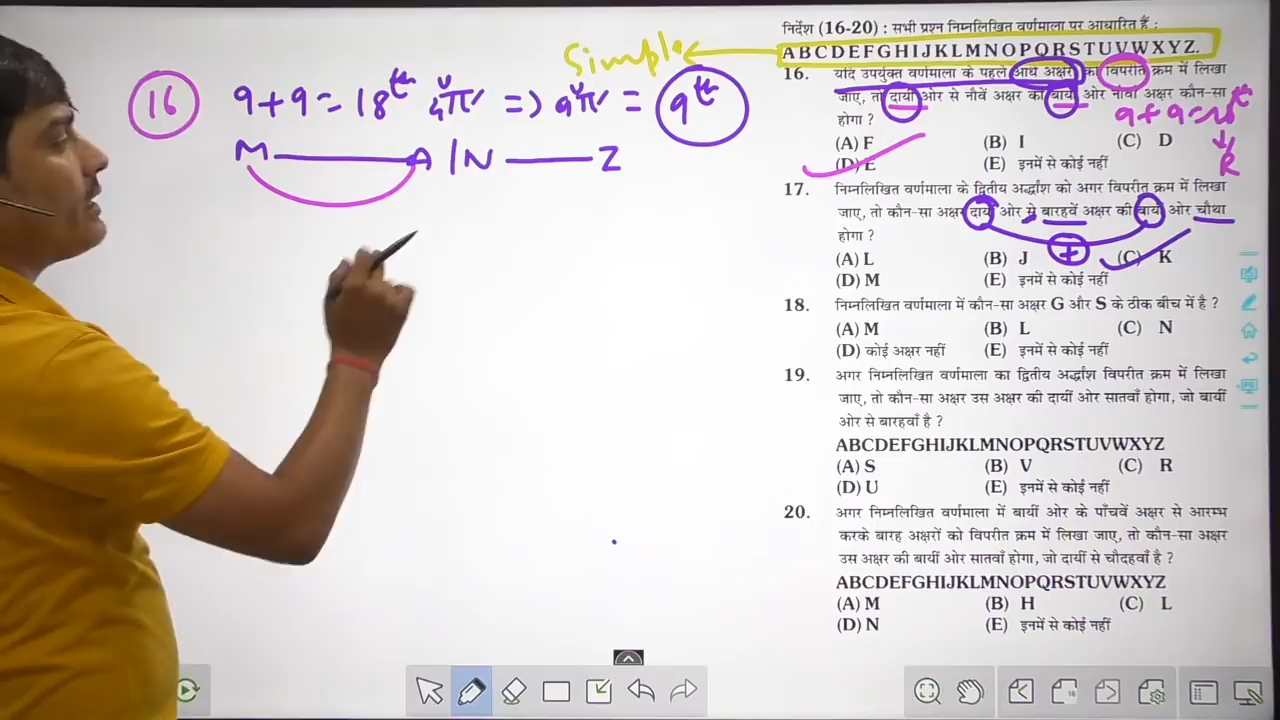 Simple
16 9+9=18th बायां => दायां = 9th
M A | N Z
निर्देश (16-20) : सभी प्रश्न निम्नलिखित वर्णमाला पर आधारित हैं :
ABCDEFGHIJKLMNOPQRSTUVWXYZ.
16. यदि उपर्युक्त वर्णमाला के पहले आधे अक्षरों को विपरीत क्रम में लिखा
जाए, तो दायीं ओर से नौवें अक्षर की बायीं ओर नौवां अक्षर कौन-सा
होगा ?
9+9=18th
K
(A) F (B) I (C) D
(D) E (E) इनमें से कोई नहीं
17. निम्नलिखित वर्णमाला के द्वितीय अर्द्धांश को अगर विपरीत क्रम में लिखा
जाए, तो कौन-सा अक्षर दायीं ओर से बारहवें अक्षर की बायीं ओर चौथा
होगा ?
+
(A) L (B) J (C) K
(D) M (E) इनमें से कोई नहीं
18. निम्नलिखित वर्णमाला में कौन-सा अक्षर G और S के ठीक बीच में है ?
(A) M (B) L (C) N
(D) कोई अक्षर नहीं (E) इनमें से कोई नहीं
19. अगर निम्नलिखित वर्णमाला का द्वितीय अर्द्धांश विपरीत क्रम में लिखा
जाए, तो कौन-सा अक्षर उस अक्षर की दायीं ओर सातवाँ होगा, जो बायीं
ओर से बारहवाँ है ?
ABCDEFGHIJKLMNOPQRSTUVWXYZ
(A) S (B) V (C) R
(D) U (E) इनमें से कोई नहीं
20. अगर निम्नलिखित वर्णमाला में बायीं ओर के पाँचवें अक्षर से आरम्भ
करके बारह अक्षरों को विपरीत क्रम में लिखा जाए, तो कौन-सा अक्षर
उस अक्षर की बायीं ओर सातवाँ होगा, जो दायीं से चौदहवाँ है ?
ABCDEFGHIJKLMNOPQRSTUVWXYZ
(A) M (B) H (C) L
(D) N (E) इनमें से कोई नहीं